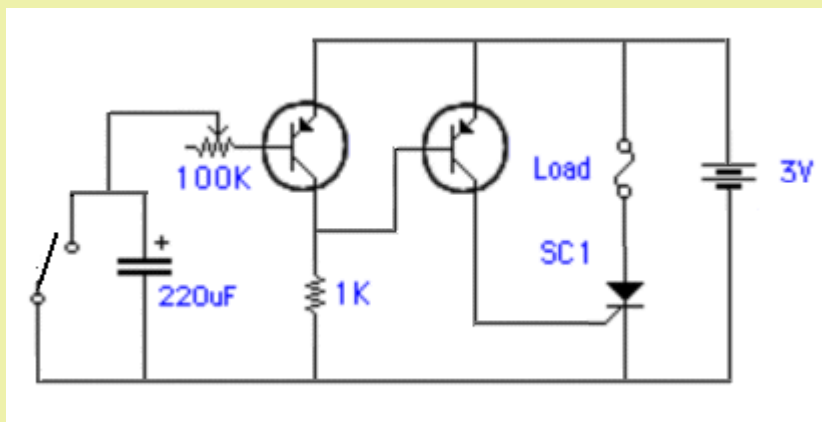 100K
Load
3V
SC1
+
220uF
1K